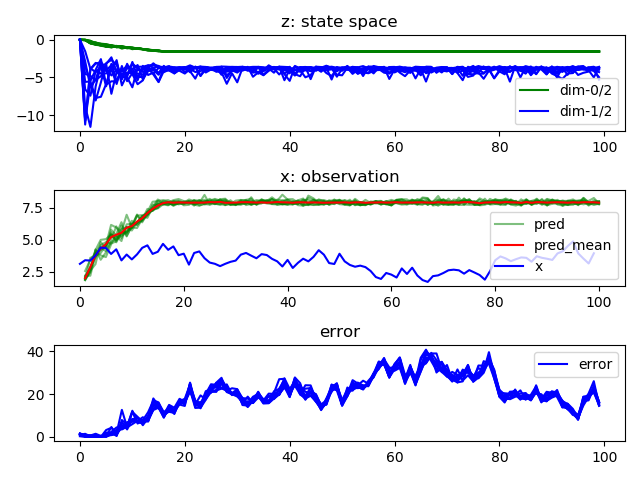 z: state space
0
−5
−10
dim-0/2
dim-1/2
0 20 40 60 80 100
x: observation
7.5
5.0
2.5
pred
pred_mean
x
0 20 40 60 80 100
error
40
20
0
error
0 20 40 60 80 100